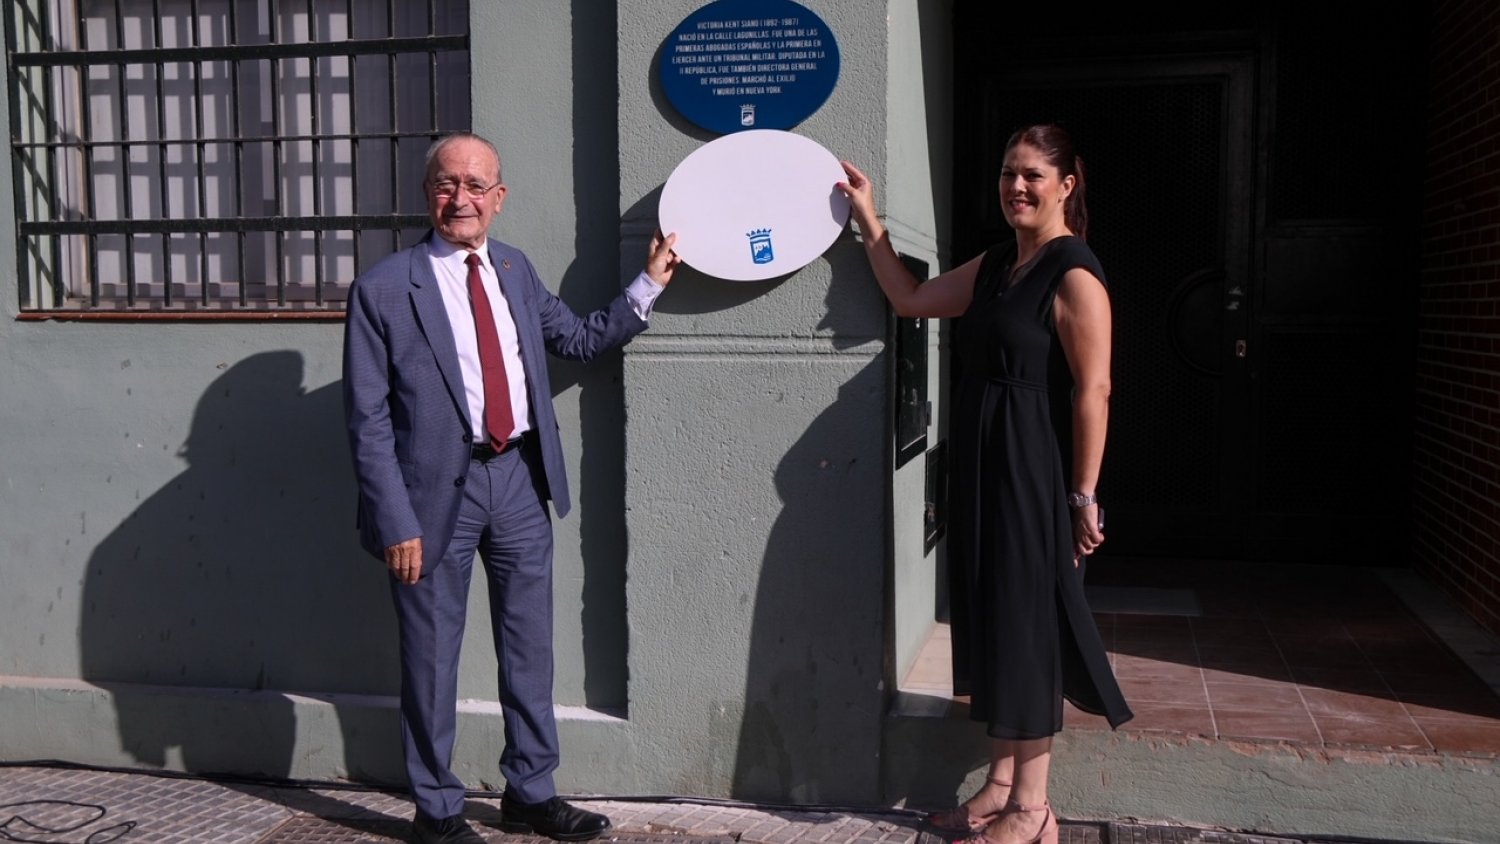 VICTORIA KENT SIANO (1892-1987)
NACIÓ EN LA CALLE LAGUNILLAS. FUE UNA DE LAS
PRIMERAS ABOGADAS ESPAÑOLAS Y LA PRIMERA EN
EJERCER ANTE UN TRIBUNAL MILITAR. DIPUTADA EN LA
II REPÚBLICA, FUE TAMBIÉN DIRECTORA GENERAL
DE PRISIONES. MARCHÓ AL EXILIO
Y MURIÓ EN NUEVA YORK